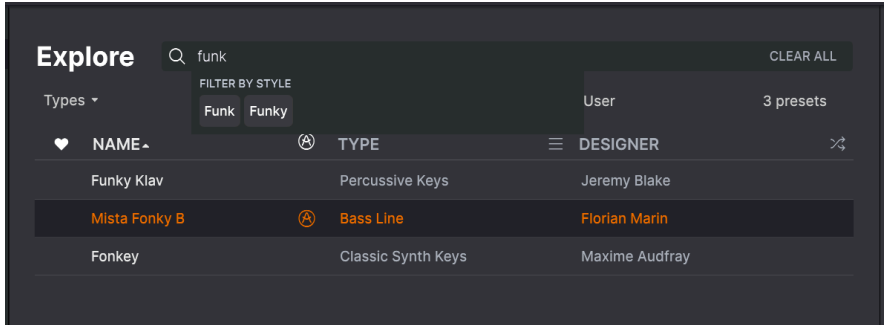 Explore funk CLEAR ALL
FILTER BY STYLE
Types User 3 presets
Funk Funky
NAME TYPE DESIGNER
Funky Klav Percussive Keys Jeremy Blake
Mista Fonky B Bass Line Florian Marin
Fonkey Classic Synth Keys Maxime Audfray